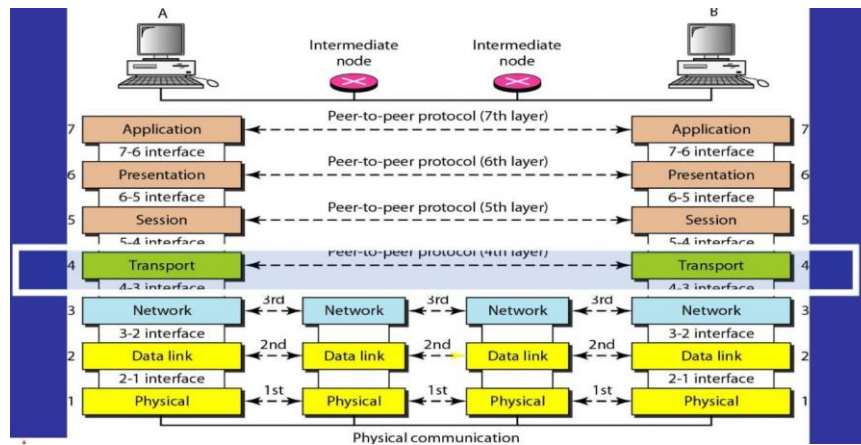 A B
Intermediate node Intermediate node
Peer-to-peer protocol (7th layer)
7 Application Application 7
7-6 interface 7-6 interface
Peer-to-peer protocol (6th layer)
6 Presentation Presentation 6
6-5 interface 6-5 interface
Peer-to-peer protocol (5th layer)
5 Session Session 5
5-4 interface 5-4 interface
Peer-to-peer protocol (4th layer)
4 Transport Transport 4
4-3 interface 4-3 interface
3rd 3rd 3rd
3 Network Network Network Network 3
3-2 interface 3-2 interface
2nd 2nd 2nd
2 Data link Data link Data link Data link 2
2-1 interface 2-1 interface
1st 1st 1st
1 Physical Physical Physical Physical 1
Physical communication